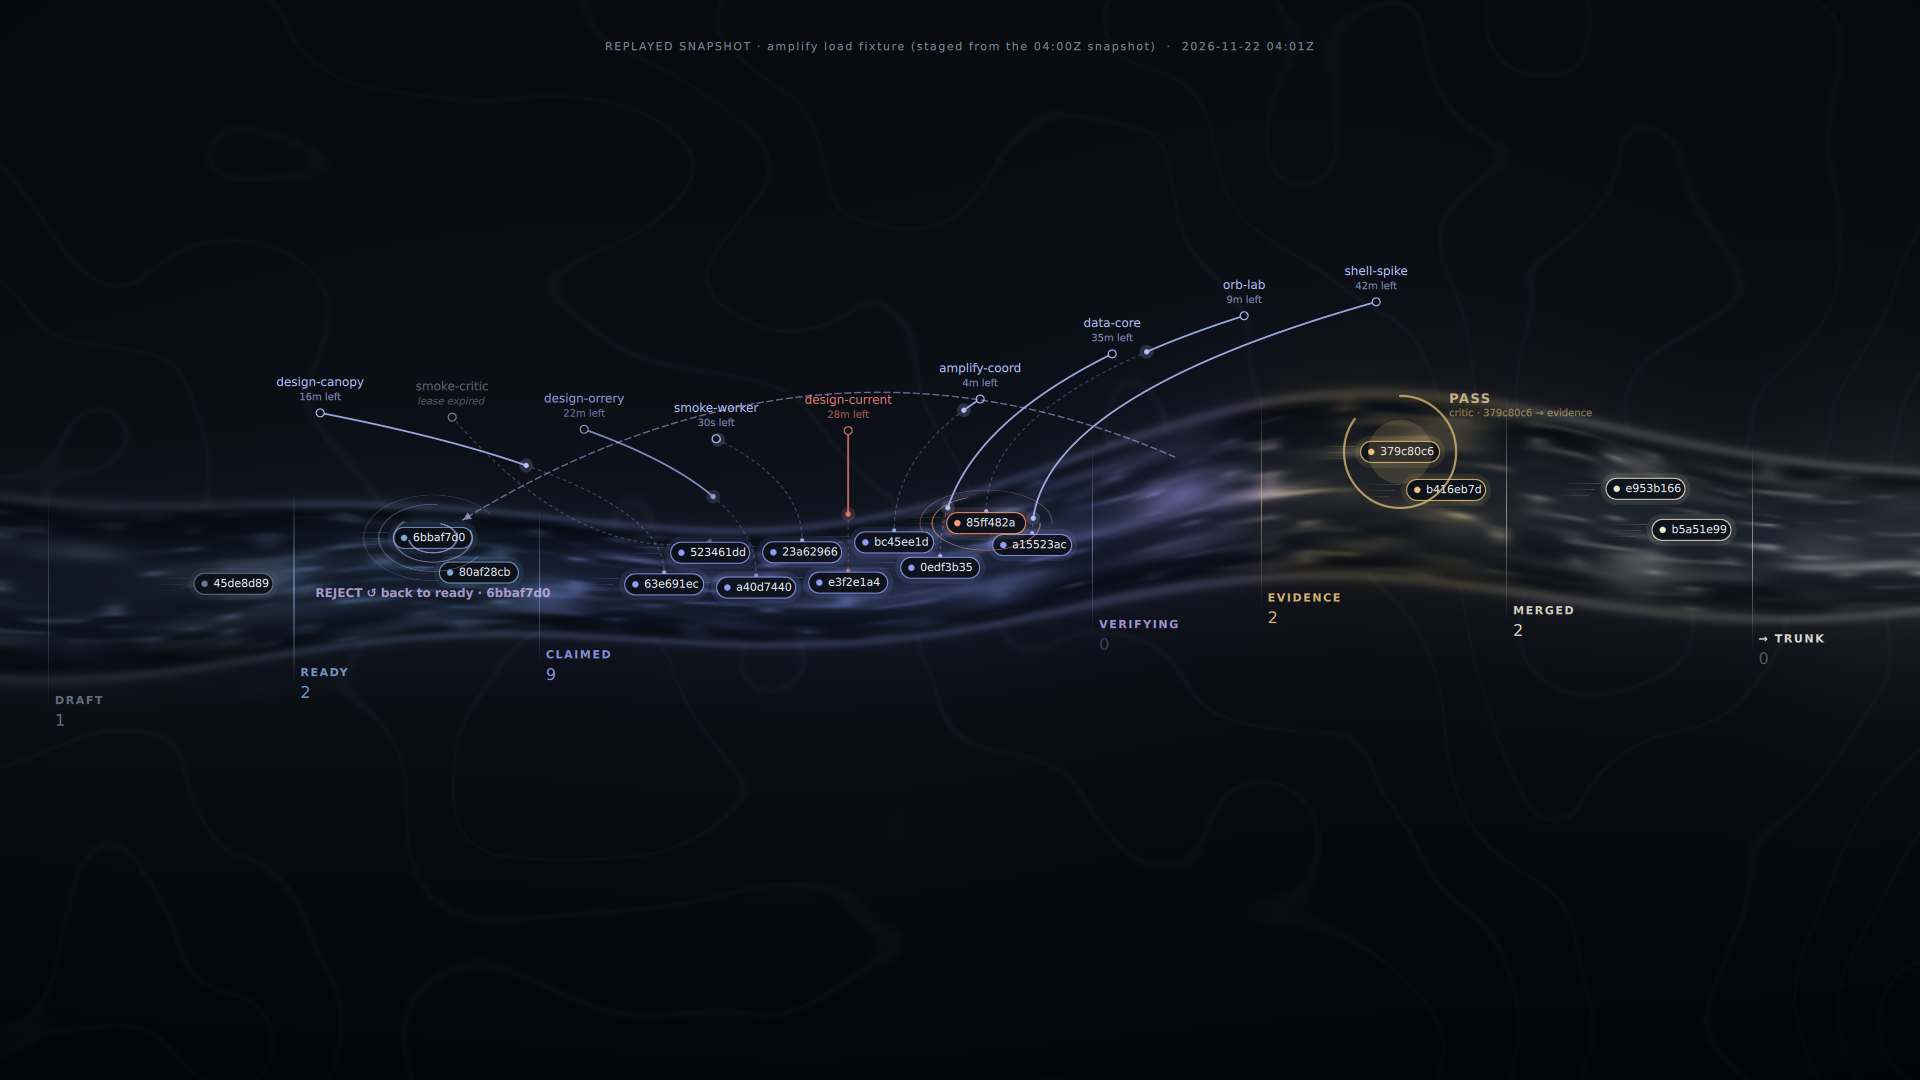 REPLAYED SNAPSHOT · amplify load fixture (staged from the 04:00Z snapshot) · 2026-11-22 04:01Z
shell-spike
42m left
orb-lab
9m left
data-core
35m left
amplify-coord
4m left
design-canopy
16m left
smoke-critic
lease expired
design-orrery
22m left
smoke-worker
30s left
design-current
28m left
PASS
critic · 379c80c6 → evidence
379c80c6
b416eb7d
e953b166
b5a51e99
85ff482a
a15523ac
bc45ee1d
0edf3b35
523461dd
23a62966
63e691ec
a40d7440
e3f2e1a4
6bbaf7d0
80af28cb
45de8d89
REJECT ↺ back to ready · 6bbaf7d0
DRAFT
1
READY
2
CLAIMED
9
VERIFYING
0
EVIDENCE
2
MERGED
2
→ TRUNK
0